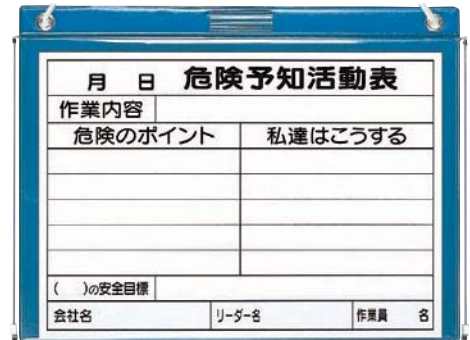 月 日 危険予知活動表
作業内容
危険のポイント 私達はこうする
( )の安全目標
会社名 リーダー名 作業員 名